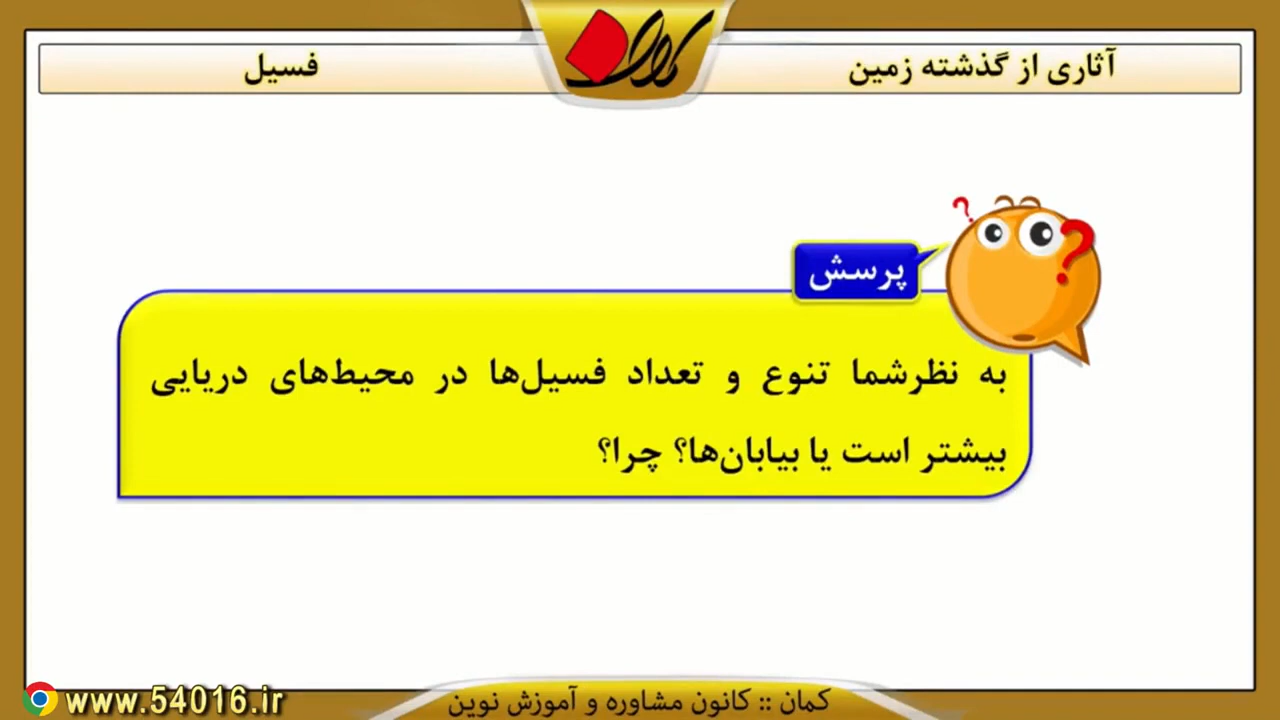 آثاری از گذشته زمین
کمان
فسیل
پرسش
به نظرشما تنوع و تعداد فسیل‌ها در محیط‌های دریایی
بیشتر است یا بیابان‌ها؟ چرا؟
کمان :: کانون مشاوره و آموزش نوین
www.54016.ir